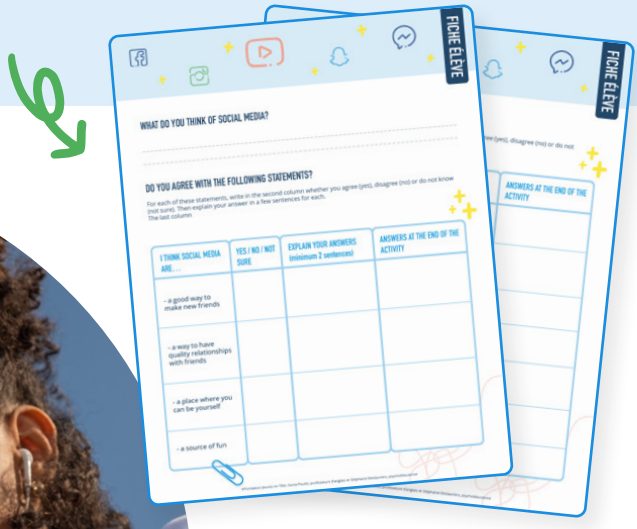 FICHE ÉLÈVE
WHAT DO YOU THINK OF SOCIAL MEDIA?
DO YOU AGREE WITH THE FOLLOWING STATEMENTS?
For each of these statements, write in the second column whether you agree (yes), disagree (no) or do not know
(not sure). Then explain your answer in a few sentences for each.
The last column
I THINK SOCIAL MEDIA
ARE...
YES / NO / NOT
SURE
EXPLAIN YOUR ANSWERS
(minimum 2 sentences)
ANSWERS AT THE END OF THE
ACTIVITY
- a good way to
make new friends
- a way to have
quality relationships
with friends
- a place where you
can be yourself
- a source of fun
FICHE ÉLÈVE
(yes), disagree (no) or do not
ANSWERS AT THE END OF THE
ACTIVITY